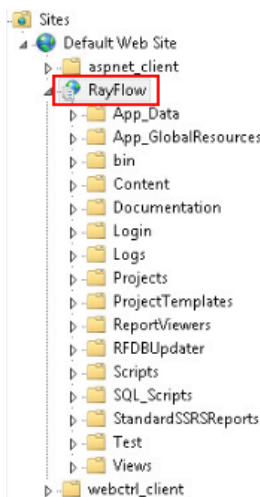 Sites
Default Web Site
aspnet_client
RayFlow
App_Data
App_GlobalResources
bin
Content
Documentation
Login
Logs
Projects
ProjectTemplates
ReportViewers
RFDBUpdater
Scripts
SQL_Scripts
StandardSSRSReports
Test
Views
webctrl_client